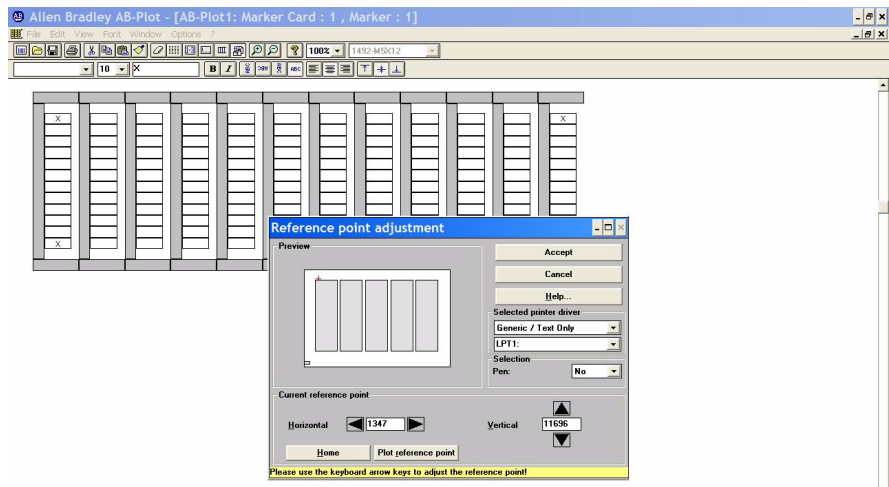 Allen Bradley AB-Plot - [AB-Plot1: Marker Card : 1 , Marker : 1]
File Edit View Font Window Options ?
100% 1492-M5X12
10 X B I ABC
X X
X
Reference point adjustment
Preview
Accept
Cancel
Help...
Selected printer driver
Generic / Text Only
LPT1:
Selection
Pen: No
Current reference point
Horizontal 1347 Vertical 11696
Home Plot reference point
Please use the keyboard arrow keys to adjust the reference point!